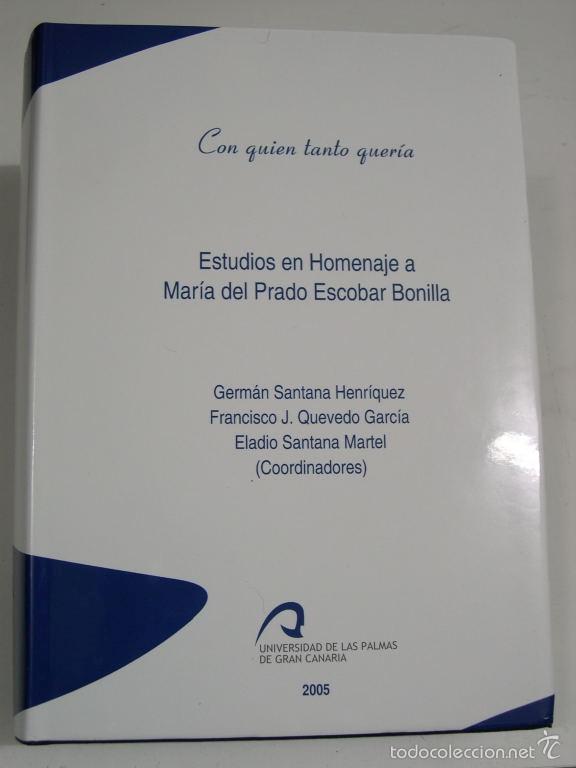 Con quien tanto quería
Estudios en Homenaje a
María del Prado Escobar Bonilla
Germán Santana Henríquez
Francisco J. Quevedo García
Eladio Santana Martel
(Coordinadores)
UNIVERSIDAD DE LAS PALMAS
DE GRAN CANARIA
2005
todocoleccion.net